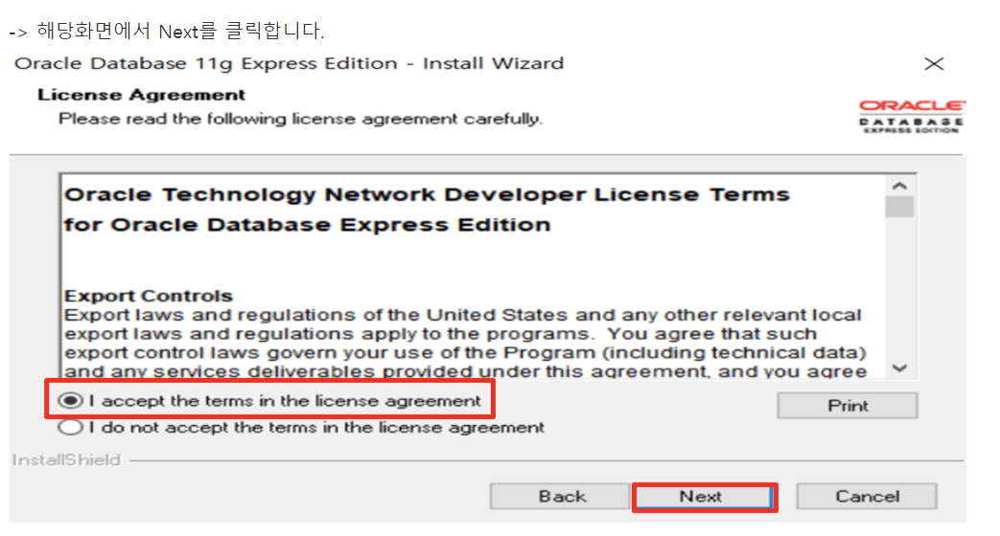 -> 해당화면에서 Next를 클릭합니다.
Oracle Database 11g Express Edition - Install Wizard
License Agreement
Please read the following license agreement carefully.
ORACLE
DATABASE
EXPRESS EDITION
Oracle Technology Network Developer License Terms
for Oracle Database Express Edition
Export Controls
Export laws and regulations of the United States and any other relevant local
export laws and regulations apply to the programs. You agree that such
export control laws govern your use of the Program (including technical data)
and any services deliverables provided under this agreement, and you agree
I accept the terms in the license agreement
Print
I do not accept the terms in the license agreement
InstallShield
Back
Next
Cancel